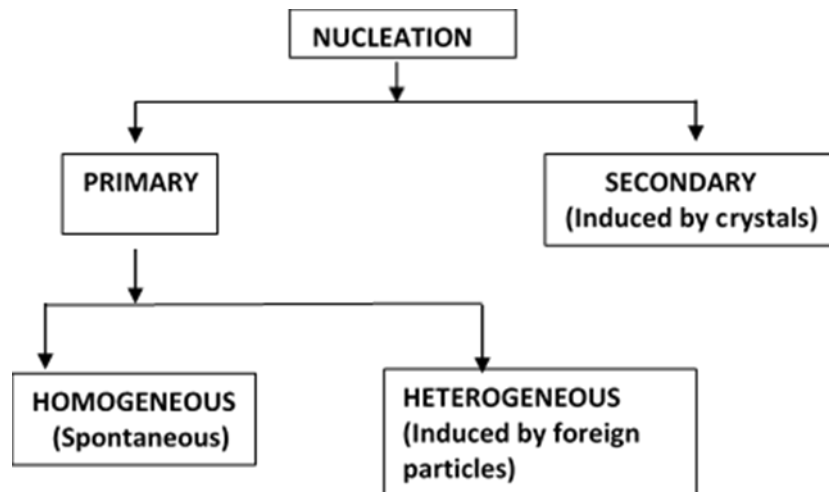 NUCLEATION
PRIMARY
SECONDARY
(Induced by crystals)
HOMOGENEOUS
(Spontaneous)
HETEROGENEOUS
(Induced by foreign
particles)